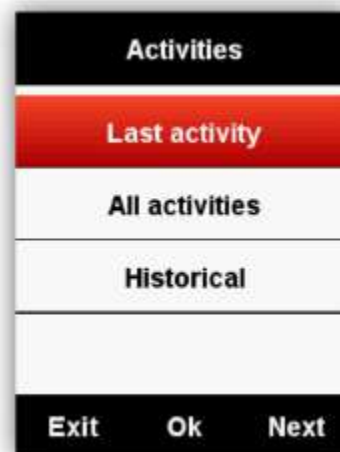 Activities
Last activity
All activities
Historical
Exit Ok Next